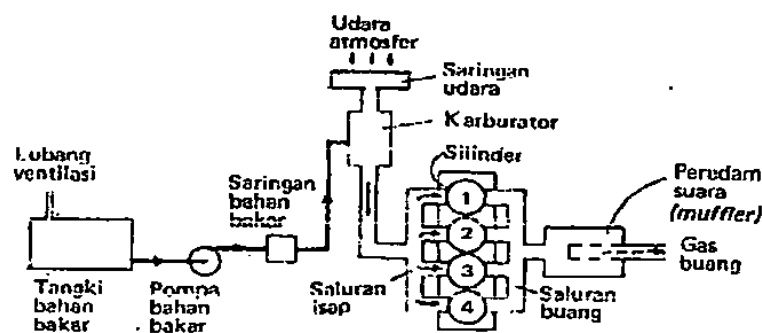 Udara
atmosfer
Saringan
udara
Karburator
Lubang
ventilasi
Saringan
bahan
bakar
Silinder
Peredam
suara
(muffler)
1
2
3
4
Gas
buang
Tangki
bahan
bakar
Pompa
bahan
bakar
Saluran
isap
Saluran
buang